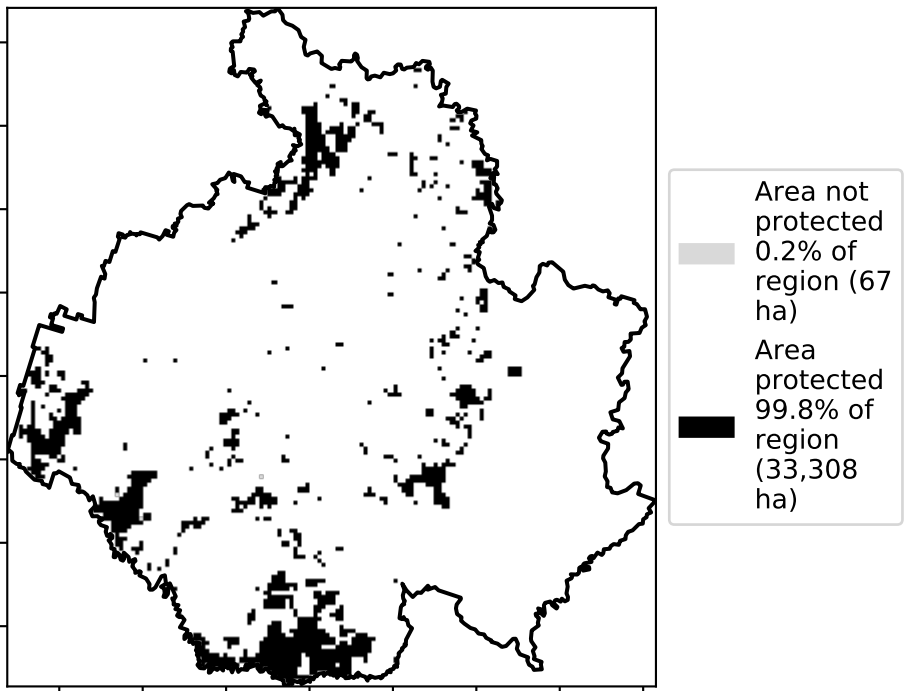 Area not
protected
0.2% of
region (67
ha)
Area
protected
99.8% of
region
(33,308
ha)